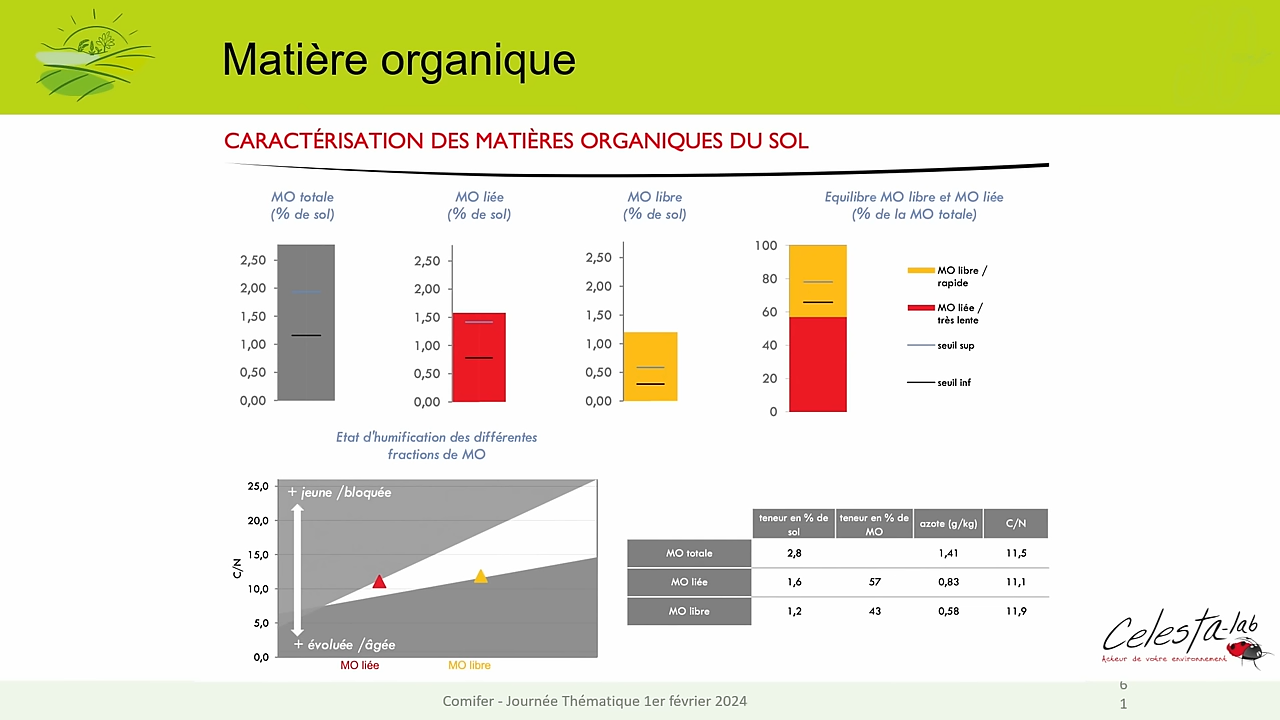 Matière organique
CARACTÉRISATION DES MATIÈRES ORGANIQUES DU SOL
MO totale
(% de sol)
MO liée
(% de sol)
MO libre
(% de sol)
Equilibre MO libre et MO liée
(% de la MO totale)
2,50
2,00
1,50
1,00
0,50
0,00
2,50
2,00
1,50
1,00
0,50
0,00
2,50
2,00
1,50
1,00
0,50
0,00
100
80
60
40
20
0
MO libre /
rapide
MO liée /
très lente
seuil sup
seuil inf
Etat d'humification des différentes
fractions de MO
C/N
25,0
20,0
15,0
10,0
5,0
0,0
+ jeune /bloquée
+ évoluée /âgée
MO liée
MO libre
teneur en % de sol
teneur en % de MO
azote (g/kg)
C/N
MO totale 2,8 1,41 11,5
MO liée 1,6 57 0,83 11,1
MO libre 1,2 43 0,58 11,9
Celesta-lab
Acteur de votre environnement
Comifer - Journée Thématique 1er février 2024
6
1